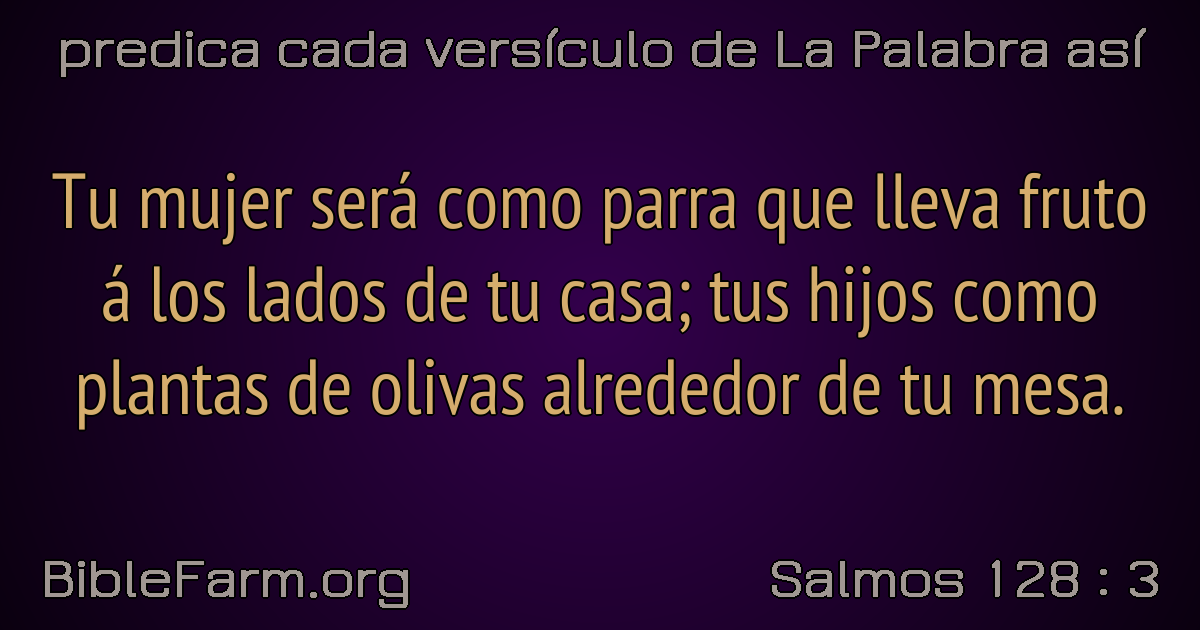 predica cada versículo de La Palabra así
Tu mujer será como parra que lleva fruto
á los lados de tu casa; tus hijos como
plantas de olivas alrededor de tu mesa.
BibleFarm.org
Salmos 128 : 3